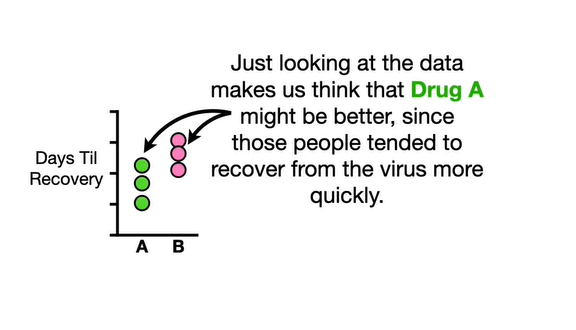 Just looking at the data
makes us think that Drug A
might be better, since
those people tended to
recover from the virus more
quickly.
Days Til
Recovery
A B